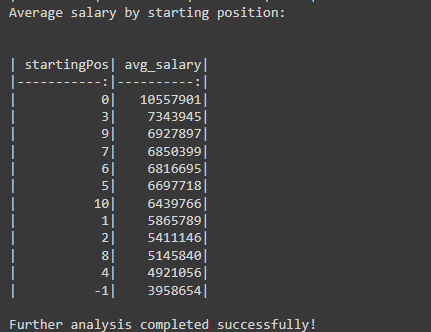 Average salary by starting position:
| startingPos| avg_salary|
|-----------:|----------:|
|           0|   10557901|
|           3|    7343945|
|           9|    6927897|
|           7|    6850399|
|           6|    6816695|
|           5|    6697718|
|          10|    6439766|
|           1|    5865789|
|           2|    5411146|
|           8|    5145840|
|           4|    4921056|
|          -1|    3958654|
Further analysis completed successfully!